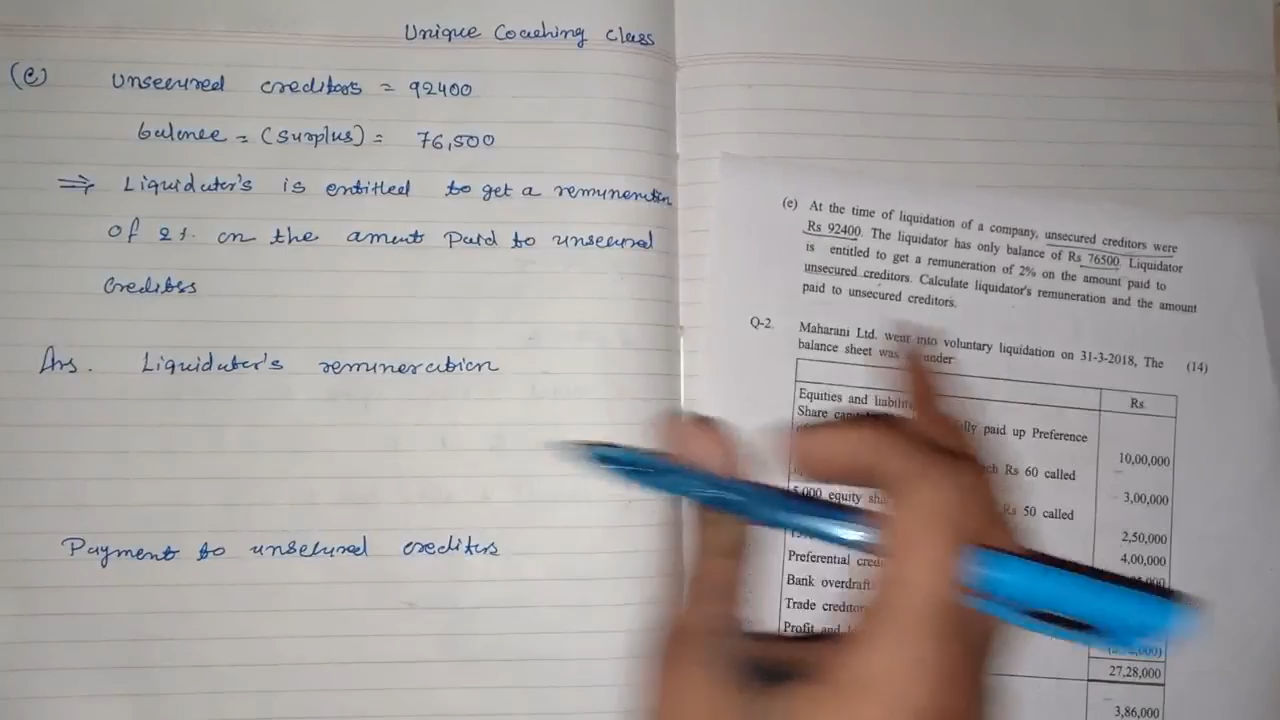 Unique Coaching Class
(e) Unsecured creditors = 92400
balance = (surplus) = 76,500
⇒ Liquidator's is entitled to get a remuneration
of 2%. on the amount Paid to unsecured
Creditors
Ans. Liquidator's remuneration
Payment to unsecured creditors
(e) At the time of liquidation of a company, unsecured creditors were
Rs 92400. The liquidator has only balance of Rs 76500. Liquidator
is entitled to get a remuneration of 2% on the amount paid to
unsecured creditors. Calculate liquidator's remuneration and the amount
paid to unsecured creditors.
Q-2. Maharani Ltd. went into voluntary liquidation on 31-3-2018, The (14)
balance sheet was under
Rs.
Equities and
Share paid up Preference
10,00,000
Rs 60 called
3,00,000
5,000 equity Rs 50 called
2,50,000
4,00,000
Preferential
Bank overdraft
Trade
Profit and
27,28,000
3,86,000